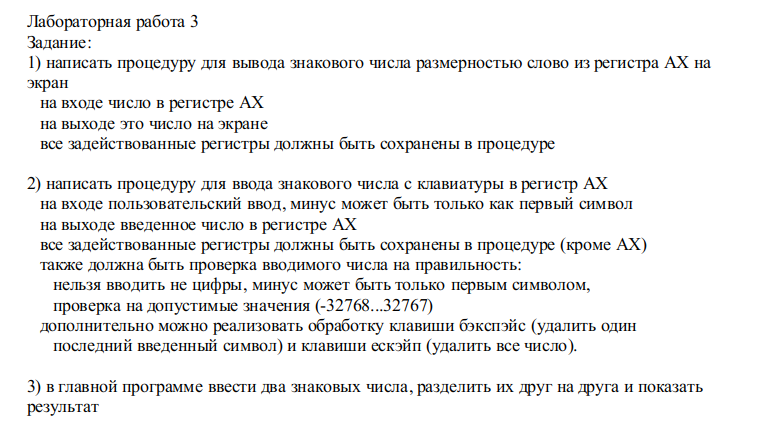 Лабораторная работа 3
Задание:
1) написать процедуру для вывода знакового числа размерностью слово из регистра AX на
экран
на входе число в регистре AX
на выходе это число на экране
все задействованные регистры должны быть сохранены в процедуре
2) написать процедуру для ввода знакового числа с клавиатуры в регистр AX
на входе пользовательский ввод, минус может быть только как первый символ
на выходе введенное число в регистре AX
все задействованные регистры должны быть сохранены в процедуре (кроме AX)
также должна быть проверка вводимого числа на правильность:
нельзя вводить не цифры, минус может быть только первым символом,
проверка на допустимые значения (-32768...32767)
дополнительно можно реализовать обработку клавиши бэкспэйс (удалить один
последний введенный символ) и клавиши ескэйп (удалить все число).
3) в главной программе ввести два знаковых числа, разделить их друг на друга и показать
результат